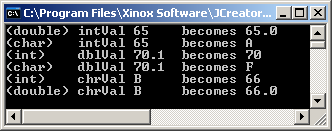 C:\Program Files\Xinox Software\JCreator...
(double) intVal 65 becomes 65.0
(char) intVal 65 becomes A
(int) dblVal 70.1 becomes 70
(char) dblVal 70.1 becomes F
(int) chrVal B becomes 66
(double) chrVal B becomes 66.0